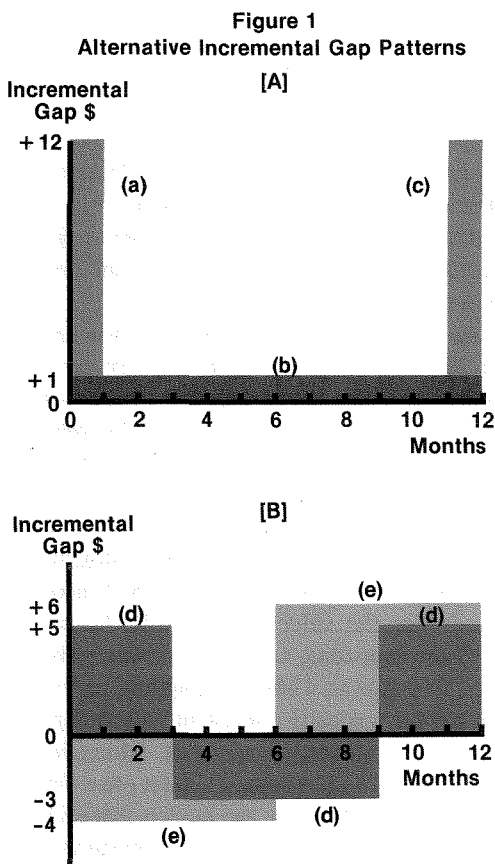 Figure 1
Alternative Incremental Gap Patterns
[A]
Incremental
Gap $
+12
(a)
(c)
(b)
+1
0
0 2 4 6 8 10 12
Months
[B]
Incremental
Gap $
(e)
+6
(d)
(d)
+5
0
2 4 6 8 10 12
Months
-3
(d)
-4
(e)